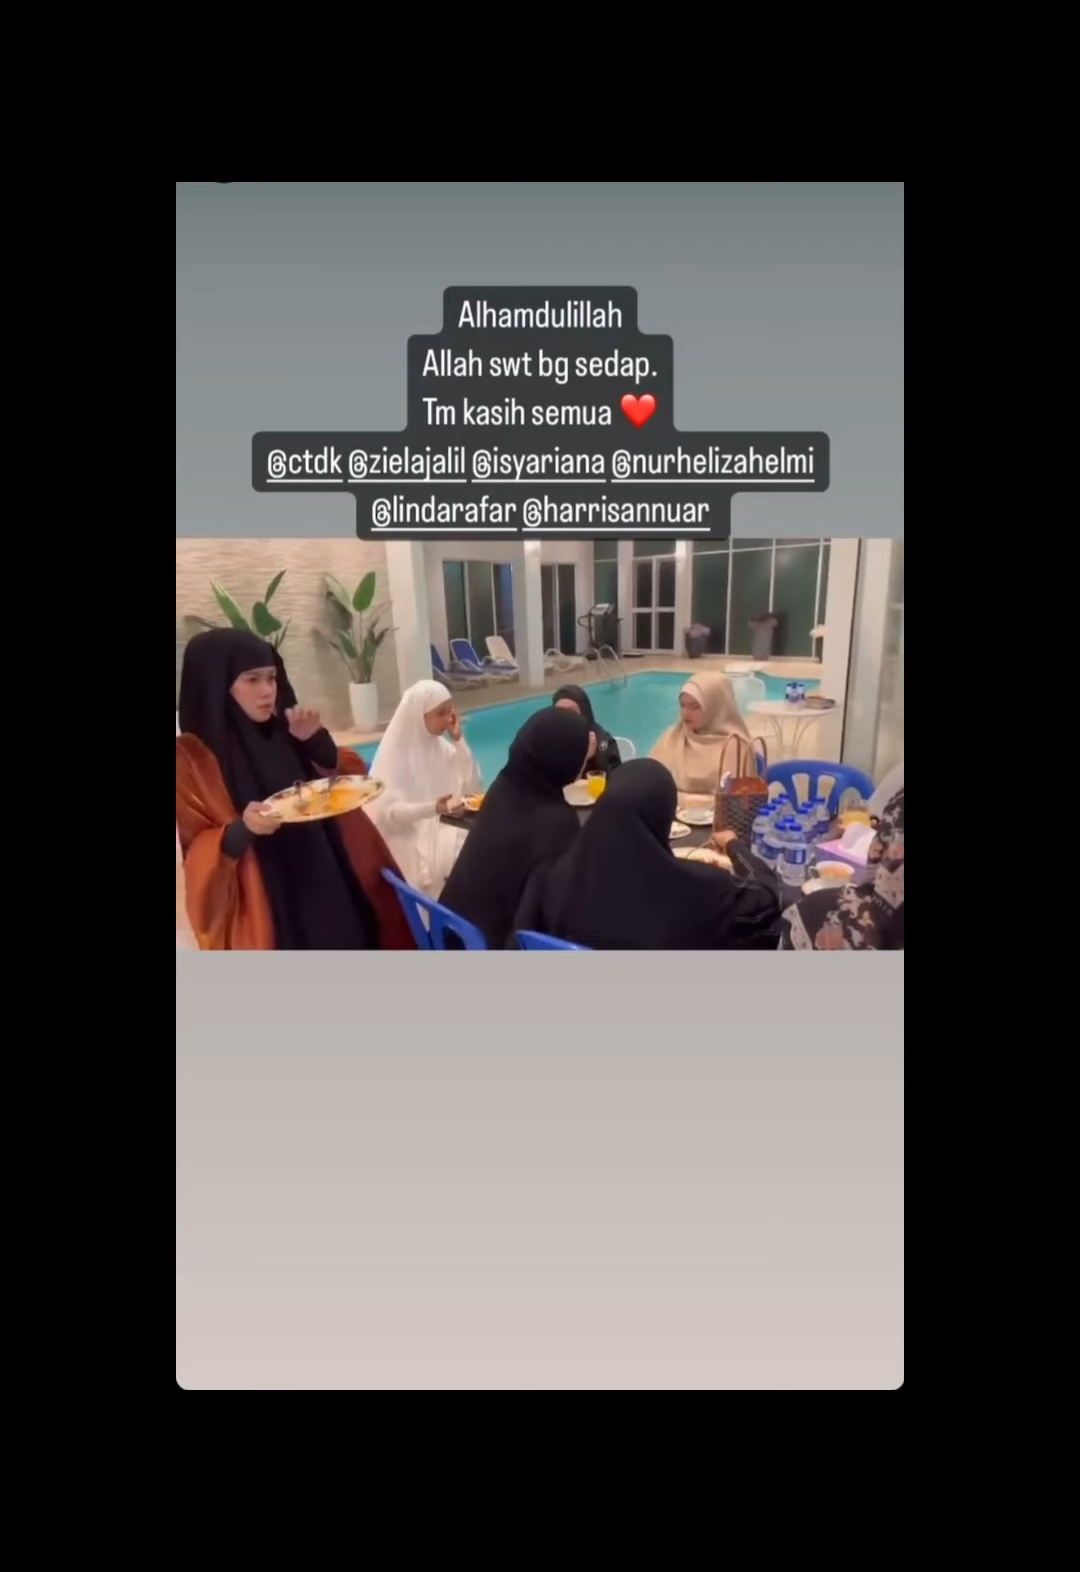 Alhamdulillah
Allah swt bg sedap.
Tm kasih semua ❤️
@ctdk @zielajalil @isyariana @nurhelizahelmi
@lindarafar @harrisannuar